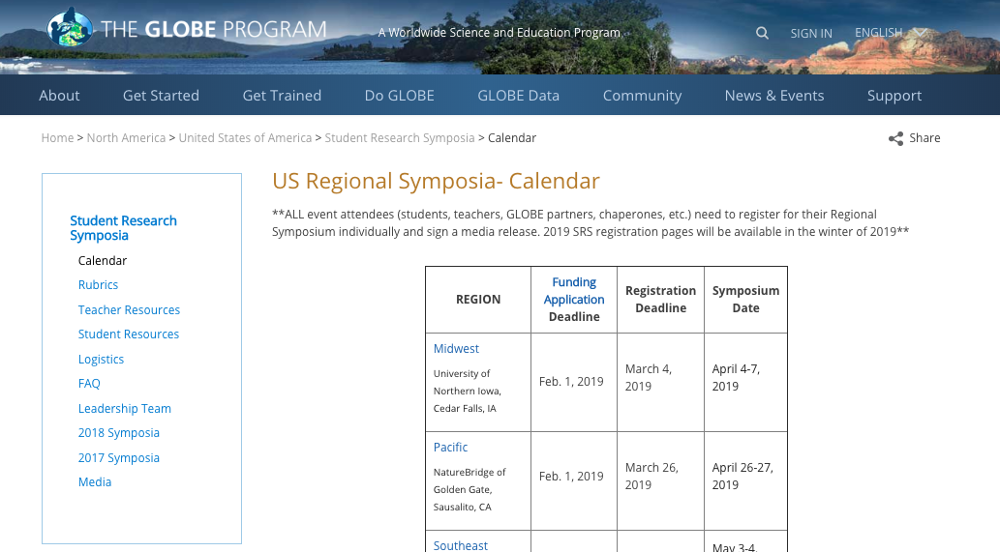 THE GLOBE PROGRAM
A Worldwide Science and Education Program
SIGN IN
ENGLISH
About
Get Started
Get Trained
Do GLOBE
GLOBE Data
Community
News & Events
Support
Home > North America > United States of America > Student Research Symposia > Calendar
Share
Student Research
Symposia
Calendar
Rubrics
Teacher Resources
Student Resources
Logistics
FAQ
Leadership Team
2018 Symposia
2017 Symposia
Media
US Regional Symposia- Calendar
**ALL event attendees (students, teachers, GLOBE partners, chaperones, etc.) need to register for their Regional
Symposium individually and sign a media release. 2019 SRS registration pages will be available in the winter of 2019**
REGION
Funding
Application
Deadline
Registration
Deadline
Symposium
Date
Midwest
University of
Northern Iowa,
Cedar Falls, IA
Feb. 1, 2019
March 4,
2019
April 4-7,
2019
Pacific
NatureBridge of
Golden Gate,
Sausalito, CA
Feb. 1, 2019
March 26,
2019
April 26-27,
2019
Southeast
May 3-4,